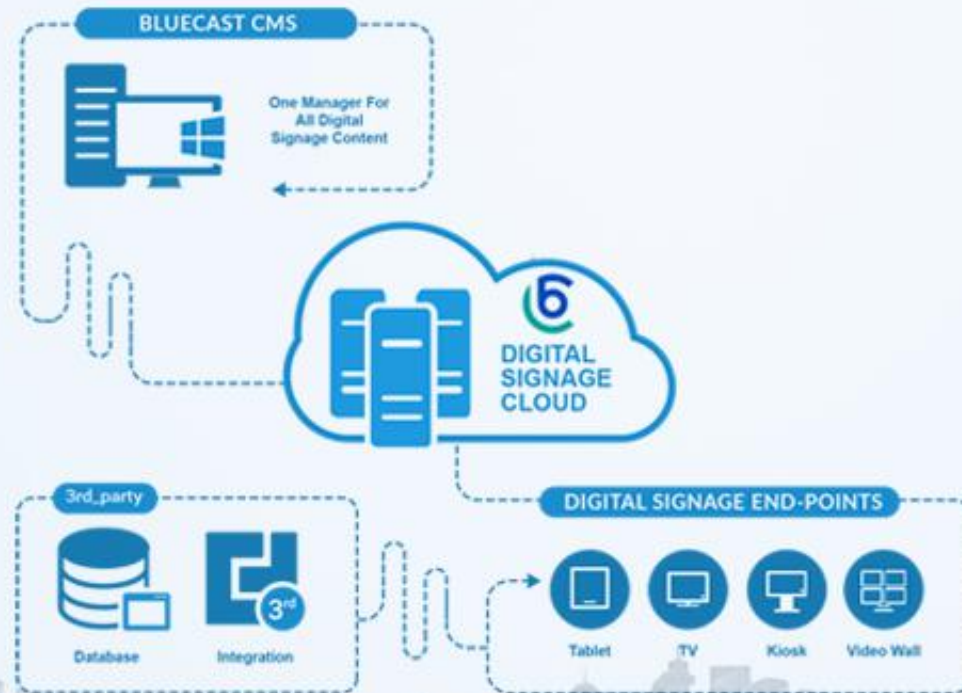 BLUECAST CMS
One Manager For
All Digital
Signage Content
DIGITAL
SIGNAGE
CLOUD
3rd_party
3rd
Database
Integration
DIGITAL SIGNAGE END-POINTS
Tablet
TV
Kiosk
Video Wall